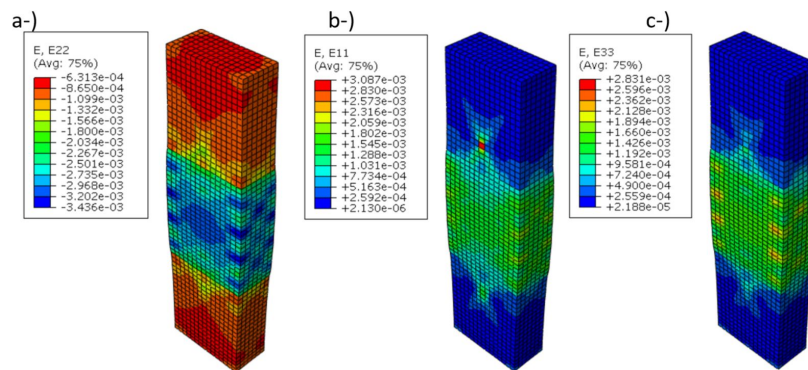 a-)
E, E22
(Avg: 75%)
-6.313e-04
-8.650e-04
-1.099e-03
-1.332e-03
-1.566e-03
-1.800e-03
-2.034e-03
-2.267e-03
-2.501e-03
-2.735e-03
-2.968e-03
-3.202e-03
-3.436e-03
b-)
E, E11
(Avg: 75%)
+3.087e-03
+2.830e-03
+2.573e-03
+2.316e-03
+2.059e-03
+1.802e-03
+1.545e-03
+1.288e-03
+1.031e-03
+7.734e-04
+5.163e-04
+2.592e-04
+2.130e-06
c-)
E, E33
(Avg: 75%)
+2.831e-03
+2.596e-03
+2.362e-03
+2.128e-03
+1.894e-03
+1.660e-03
+1.426e-03
+1.192e-03
+9.581e-04
+7.240e-04
+4.900e-04
+2.559e-04
+2.188e-05